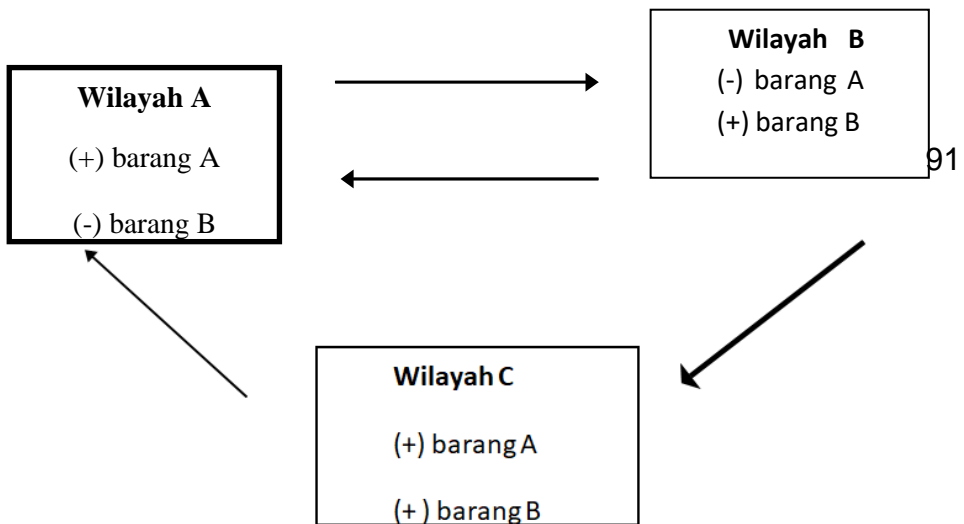 Wilayah A
(+) barang A
(-) barang B
Wilayah B
(-) barang A
(+) barang B
91
Wilayah C
(+) barang A
(+ ) barang B